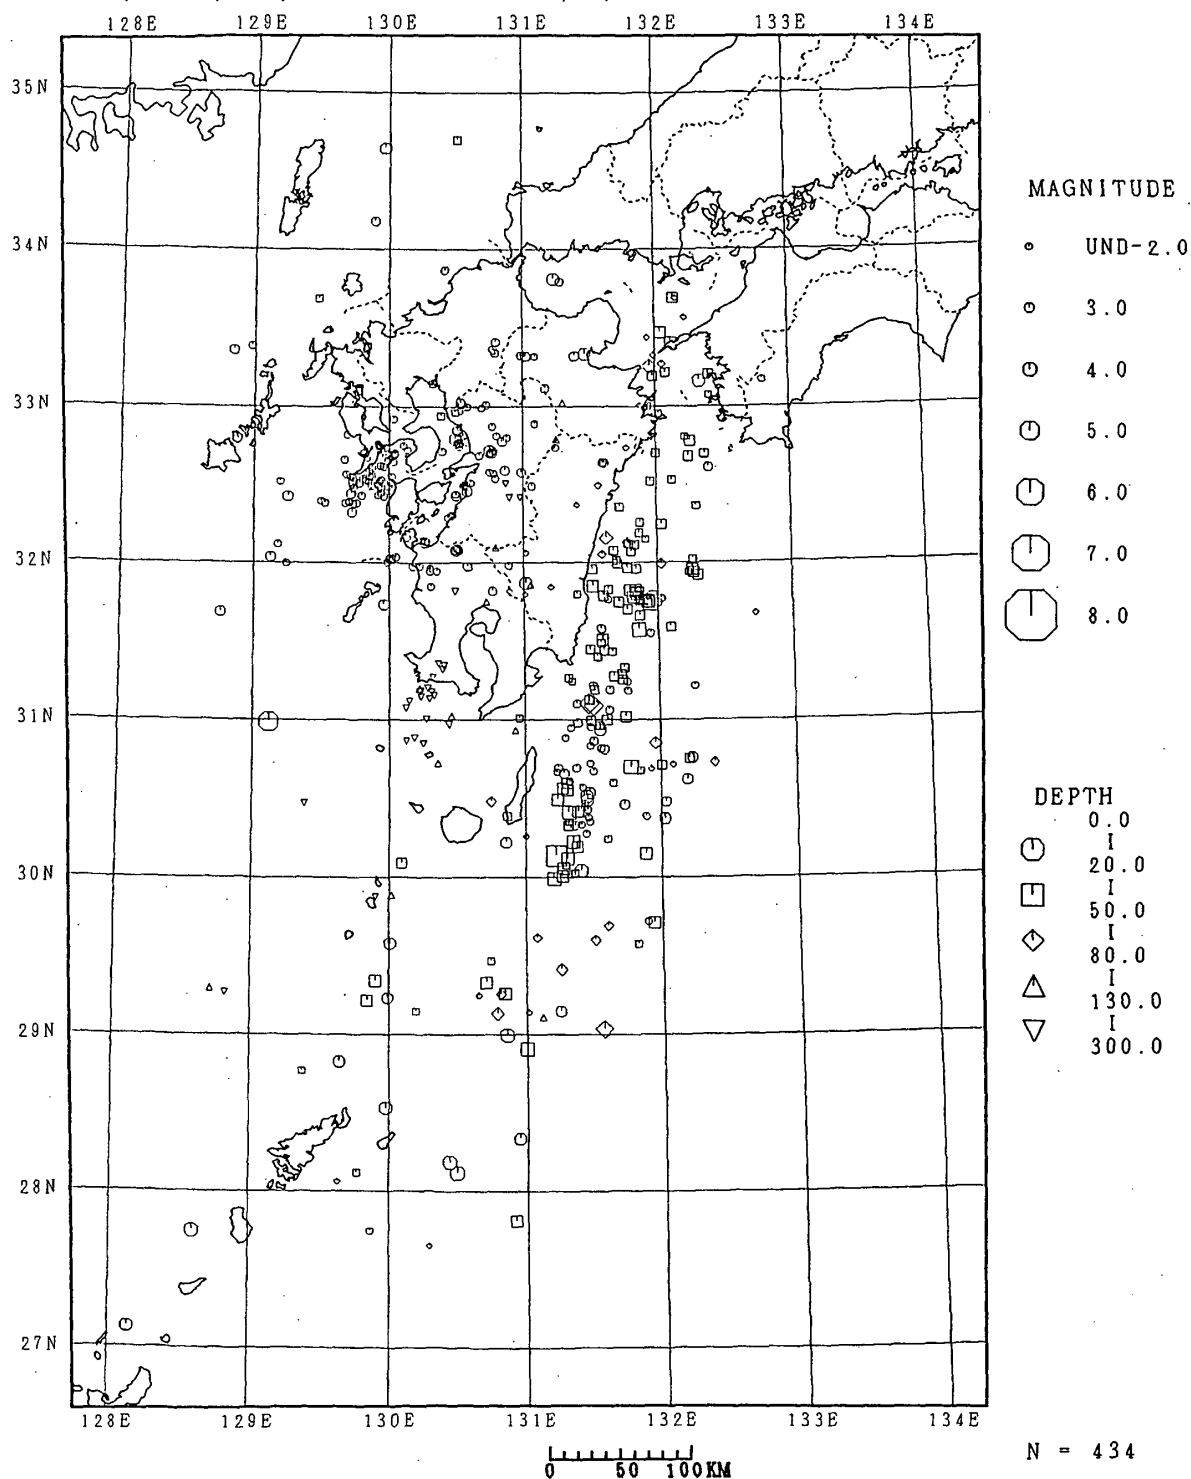 128E 129E 130E 131E 132E 133E 134E
35N
34N
33N
32N
31N
30N
29N
28N
27N
128E 129E 130E 131E 132E 133E 134E
0 50 100KM
MAGNITUDE
UND-2.0
3.0
4.0
5.0
6.0
7.0
8.0
DEPTH
0.0
I
20.0
I
50.0
I
80.0
I
130.0
I
300.0
N = 434